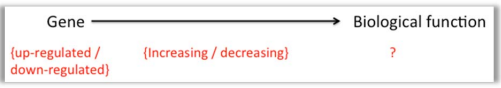 Gene Biological function
{up-regulated / {Increasing / decreasing} ?
down-regulated}